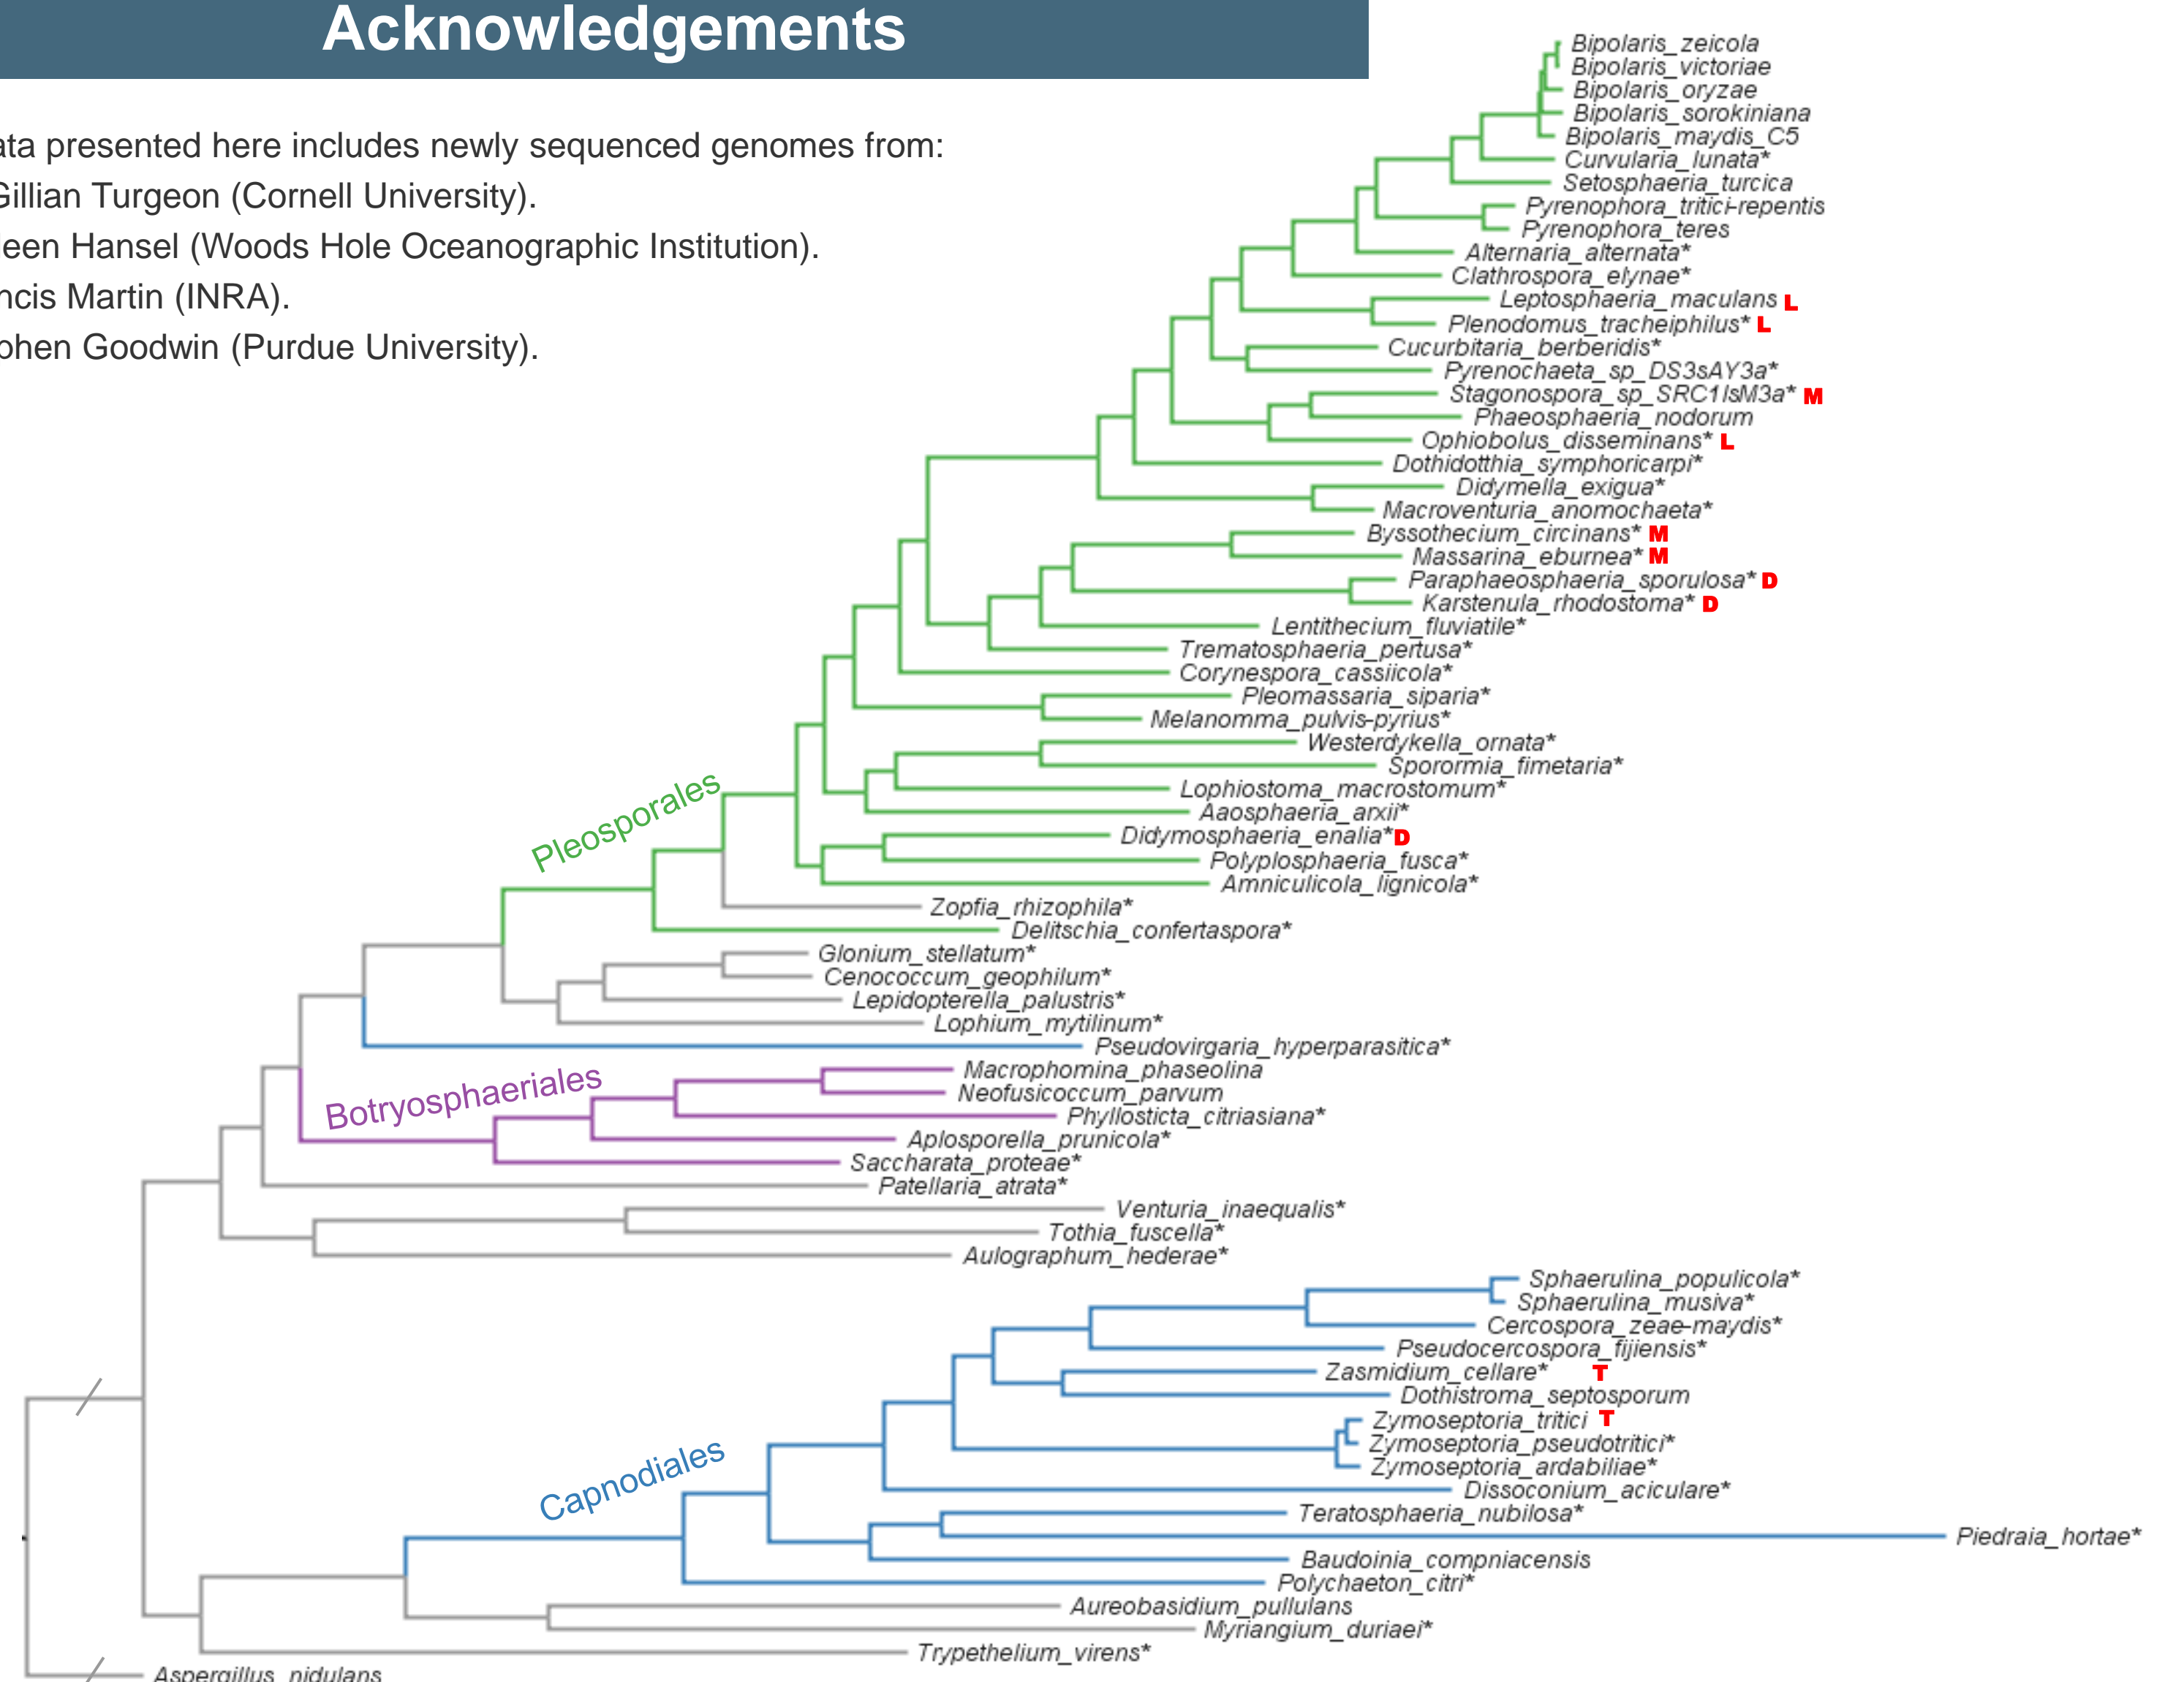 Acknowledgements
ata presented here includes newly sequenced genomes from:
Gillian Turgeon (Cornell University).
leen Hansel (Woods Hole Oceanographic Institution).
ncis Martin (INRA).
phen Goodwin (Purdue University).
Bipolaris_zeicola
Bipolaris_victoriae
Bipolaris_oryzae
Bipolaris_sorokiniana
Bipolaris_maydis_C5
Curvularia_lunata*
Setosphaeria_turcica
Pyrenophora_tritici-repentis
Pyrenophora_teres
Alternaria_alternata*
Clathrospora_elynae*
Leptosphaeria_maculans L
Plenodomus_tracheiphilus* L
Cucurbitaria_berberidis*
Pyrenochaeta_sp_DS3sAY3a*
Stagonospora_sp_SRC1lsM3a* M
Phaeosphaeria_nodorum
Ophiobolus_disseminans* L
Dothidotthia_symphoricarpi*
Didymella_exigua*
Macroventuria_anomochaeta*
Byssothecium_circinans* M
Massarina_eburnea* M
Paraphaeosphaeria_sporulosa* D
Karstenula_rhodostoma* D
Lentithecium_fluviatile*
Trematosphaeria_pertusa*
Corynespora_cassiicola*
Pleomassaria_siparia*
Melanomma_pulvis-pyrius*
Westerdykella_ornata*
Sporormia_fimetaria*
Lophiostoma_macrostomum*
Aaosphaeria_arxii*
Pleosporales
Didymosphaeria_enalia* D
Polyplosphaeria_fusca*
Amniculicola_lignicola*
Zopfia_rhizophila*
Delitschia_confertaspora*
Glonium_stellatum*
Cenococcum_geophilum*
Lepidopterella_palustris*
Lophium_mytilinum*
Pseudovirgaria_hyperparasitica*
Macrophomina_phaseolina
Botryosphaeriales
Neofusicoccum_parvum
Phyllosticta_citriasiana*
Aplosporella_prunicola*
Saccharata_proteae*
Patellaria_atrata*
Venturia_inaequalis*
Tothia_fuscella*
Aulographum_hederae*
Sphaerulina_populicola*
Sphaerulina_musiva*
Cercospora_zeae-maydis*
Pseudocercospora_fijiensis*
Zasmidium_cellare* T
Dothistroma_septosporum
Zymoseptoria_tritici T
Zymoseptoria_pseudotritici*
Zymoseptoria_ardabiliae*
Capnodiales
Dissoconium_aciculare*
Teratosphaeria_nubilosa*
Piedraia_hortae*
Baudoinia_compniacensis
Polychaeton_citri*
Aureobasidium_pullulans
Myriangium_duriaei*
Trypethelium_virens*
Aspergillus_nidulans